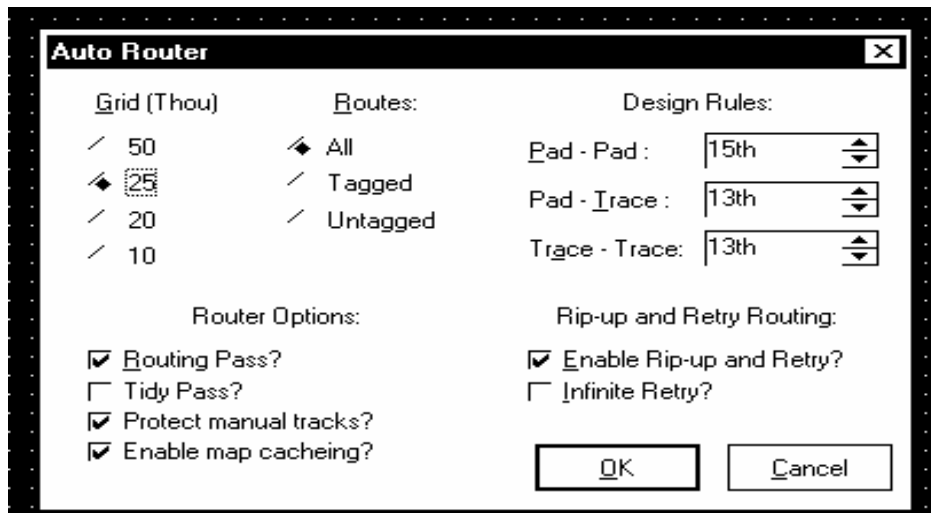 Auto Router
Grid (Thou)
50
25
20
10
Routes:
All
Tagged
Untagged
Design Rules:
Pad - Pad : 15th
Pad - Trace : 13th
Trace - Trace: 13th
Router Options:
Routing Pass?
Tidy Pass?
Protect manual tracks?
Enable map cacheing?
Rip-up and Retry Routing:
Enable Rip-up and Retry?
Infinite Retry?
OK
Cancel